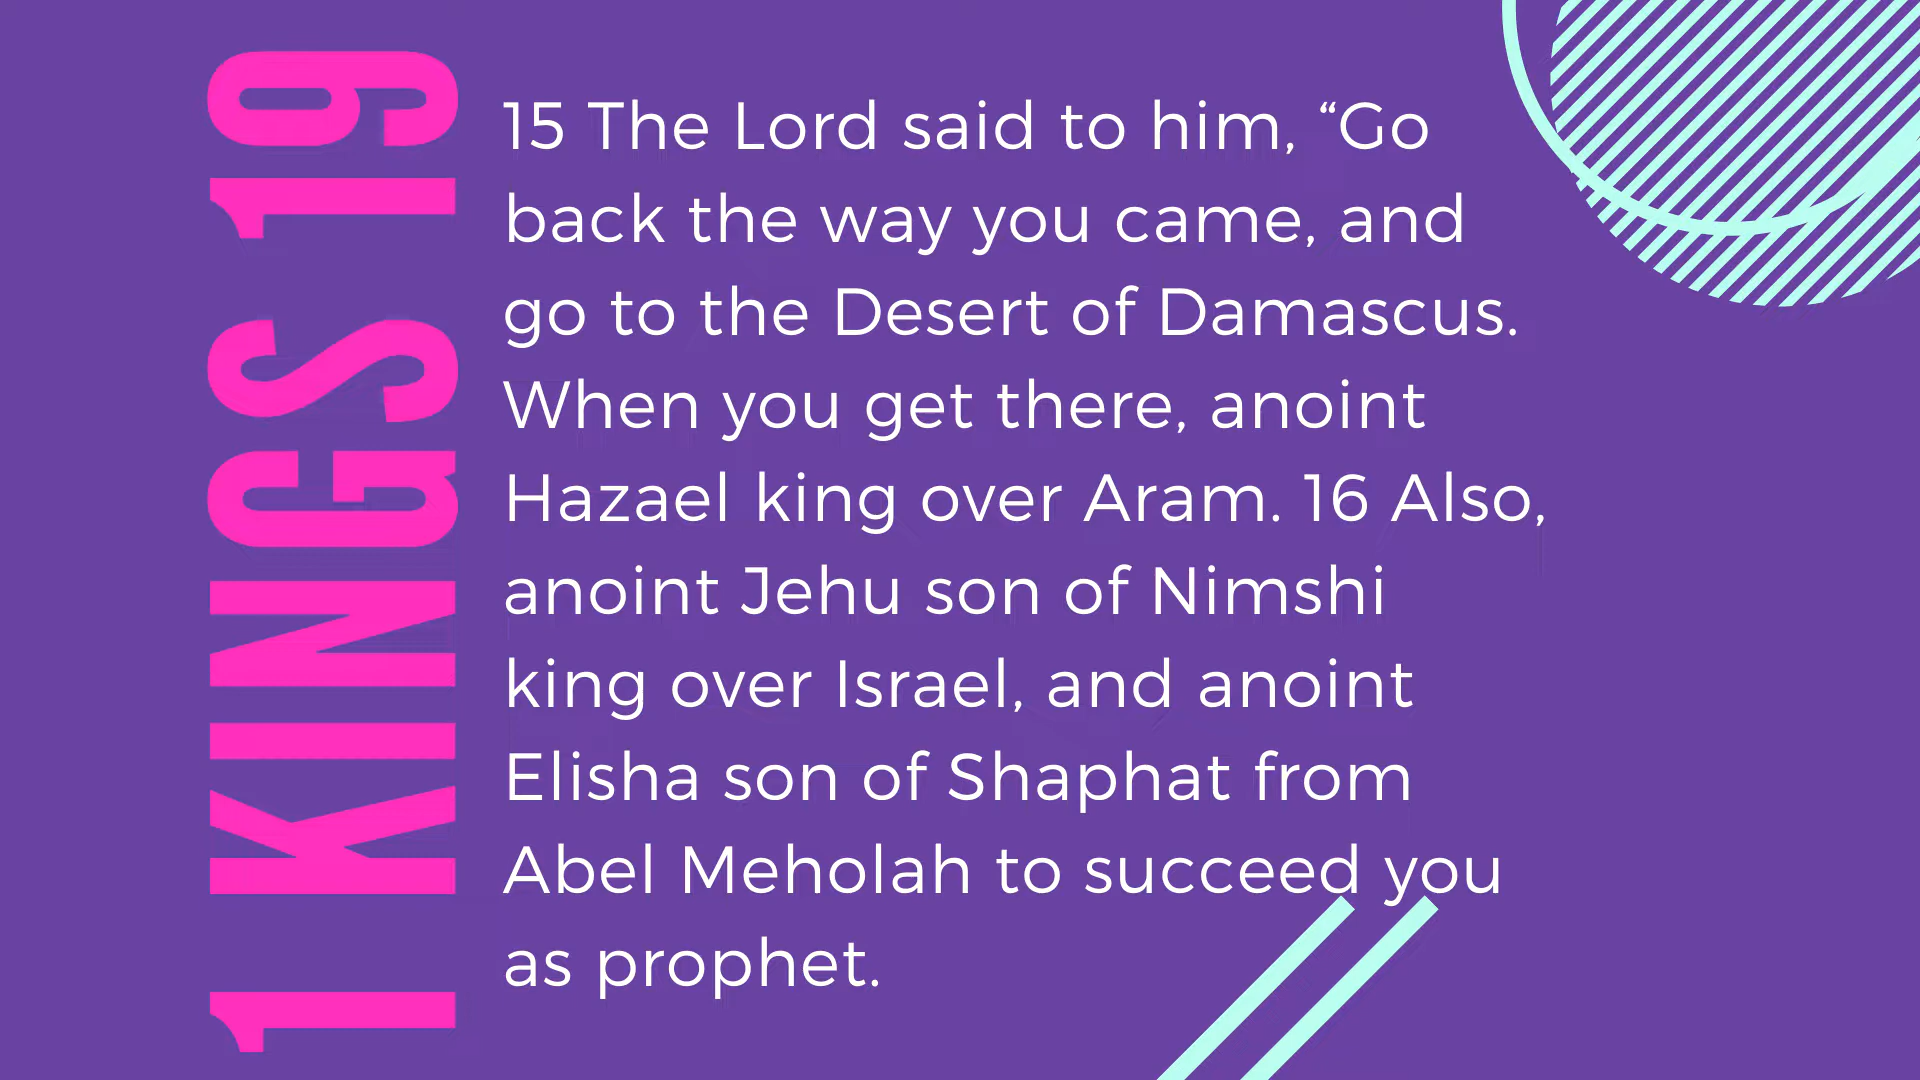 1 KINGS 19
15 The Lord said to him, “Go
back the way you came, and
go to the Desert of Damascus.
When you get there, anoint
Hazael king over Aram. 16 Also,
anoint Jehu son of Nimshi
king over Israel, and anoint
Elisha son of Shaphat from
Abel Meholah to succeed you
as prophet.